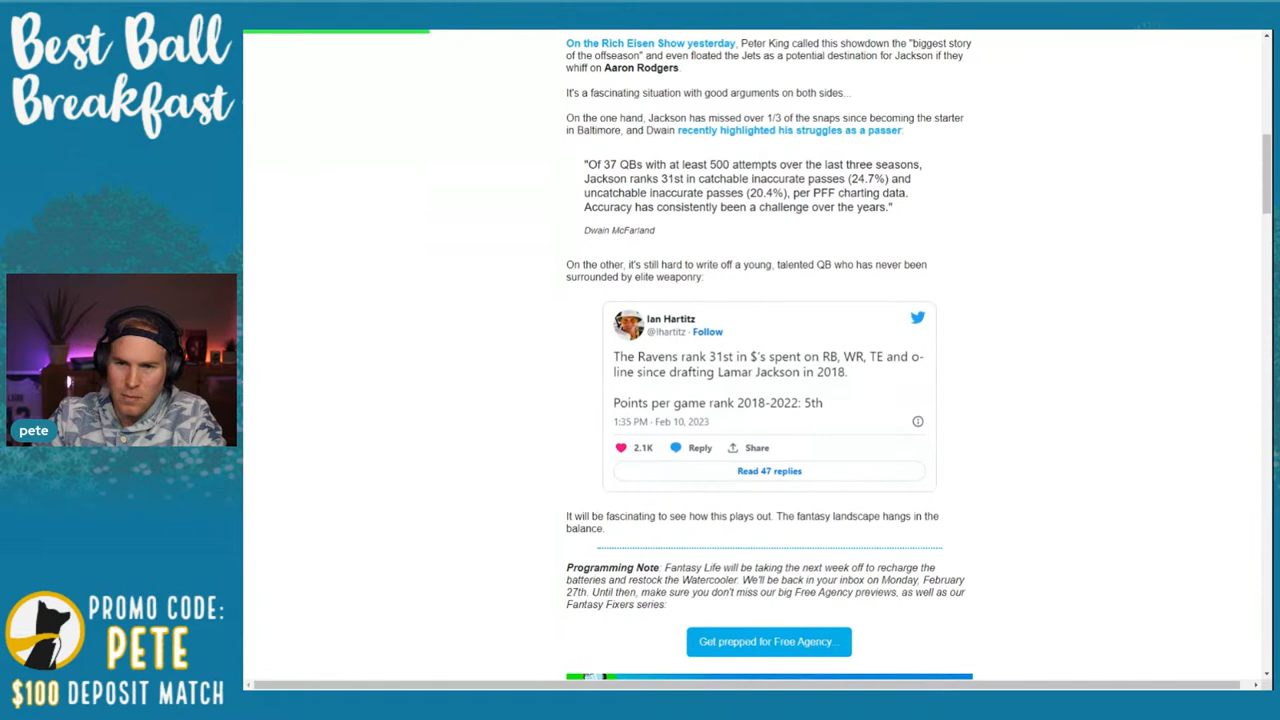 Best Ball
Breakfast
pete
PROMO CODE:
PETE
$100 DEPOSIT MATCH
On the Rich Eisen Show yesterday, Peter King called this showdown the "biggest story
of the offseason" and even floated the Jets as a potential destination for Jackson if they
whiff on Aaron Rodgers.
It's a fascinating situation with good arguments on both sides...
On the one hand, Jackson has missed over 1/3 of the snaps since becoming the starter
in Baltimore, and Dwain recently highlighted his struggles as a passer:
"Of 37 QBs with at least 500 attempts over the last three seasons,
Jackson ranks 31st in catchable inaccurate passes (24.7%) and
uncatchable inaccurate passes (20.4%), per PFF charting data.
Accuracy has consistently been a challenge over the years."
Dwain McFarland
On the other, it's still hard to write off a young, talented QB who has never been
surrounded by elite weaponry:
Ian Hartitz
@Ihartitz · Follow
The Ravens rank 31st in $'s spent on RB, WR, TE and o-
line since drafting Lamar Jackson in 2018.
Points per game rank 2018-2022: 5th
1:35 PM · Feb 10, 2023
2.1K Reply Share
Read 47 replies
It will be fascinating to see how this plays out. The fantasy landscape hangs in the
balance.
Programming Note: Fantasy Life will be taking the next week off to recharge the
batteries and restock the Watercooler. We'll be back in your inbox on Monday, February
27th. Until then, make sure you don't miss our big Free Agency previews, as well as our
Fantasy Fixers series:
Get prepped for Free Agency...